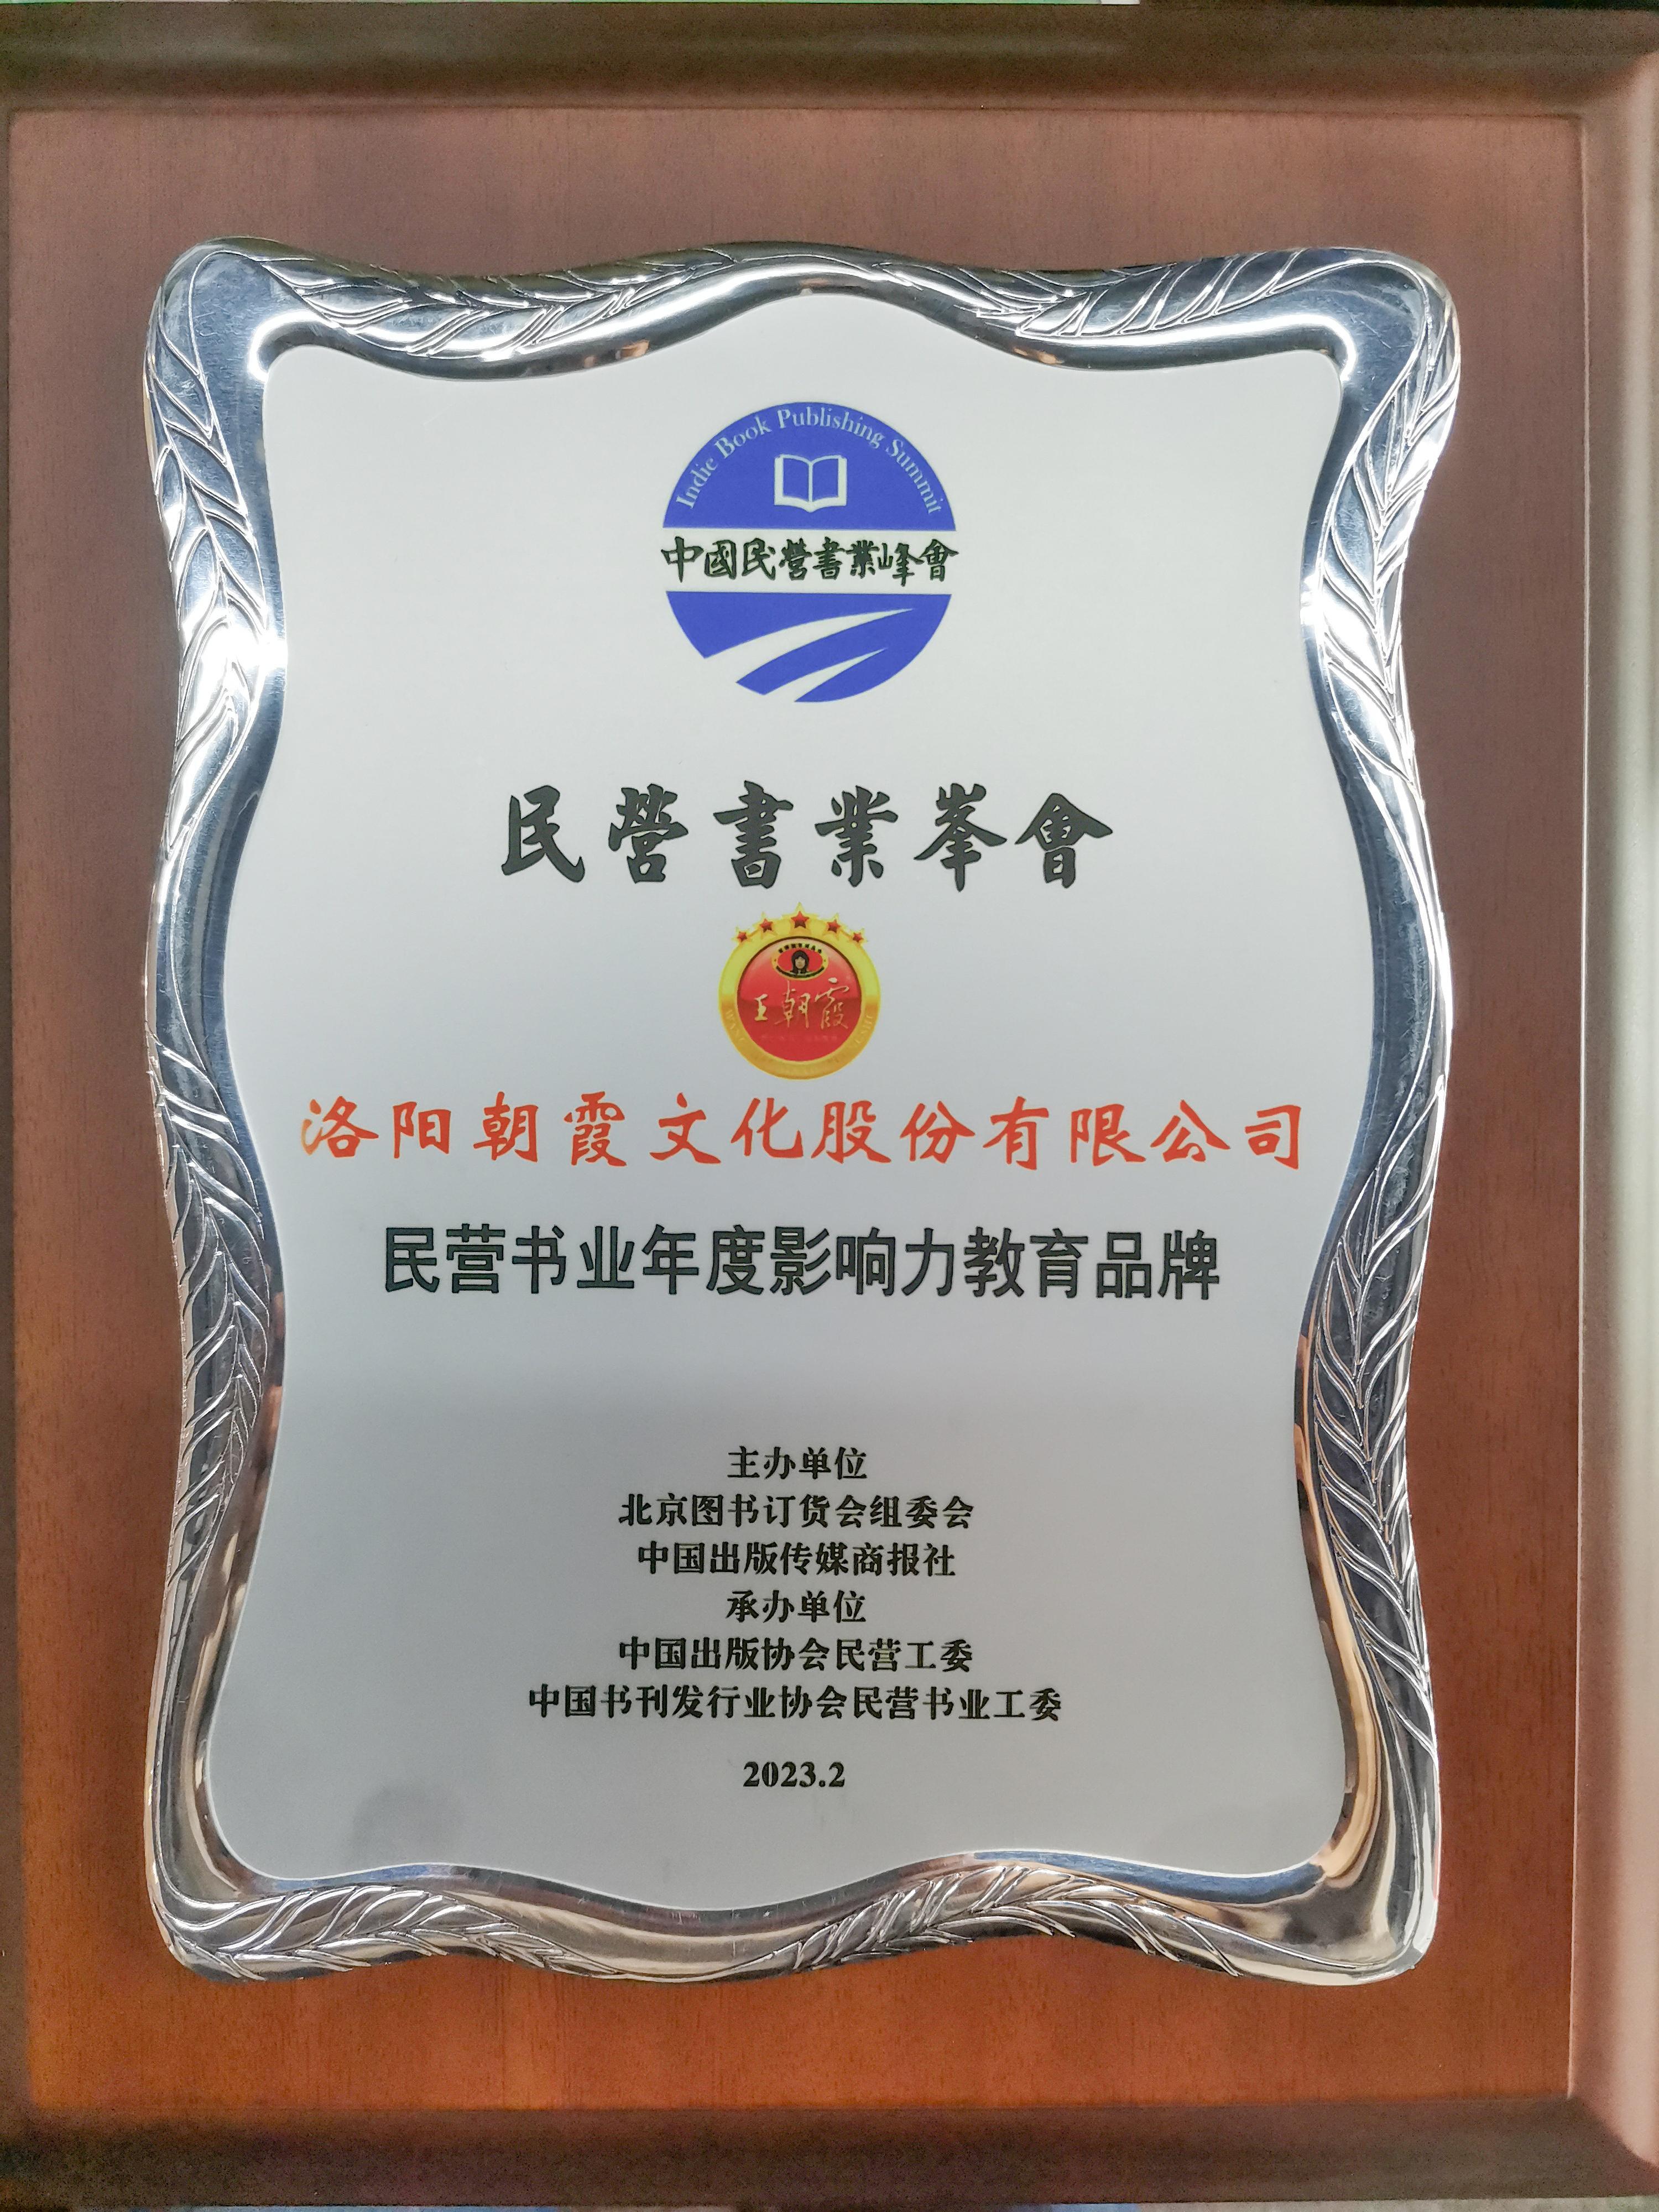 Indie Book Publishing Summit
中國民營書業峰會
民營書業峯會
王朝霞
洛阳朝霞文化股份有限公司
民营书业年度影响力教育品牌
主办单位
北京图书订货会组委会
中国出版传媒商报社
承办单位
中国出版协会民营工委
中国书刊发行业协会民营书业工委
2023.2